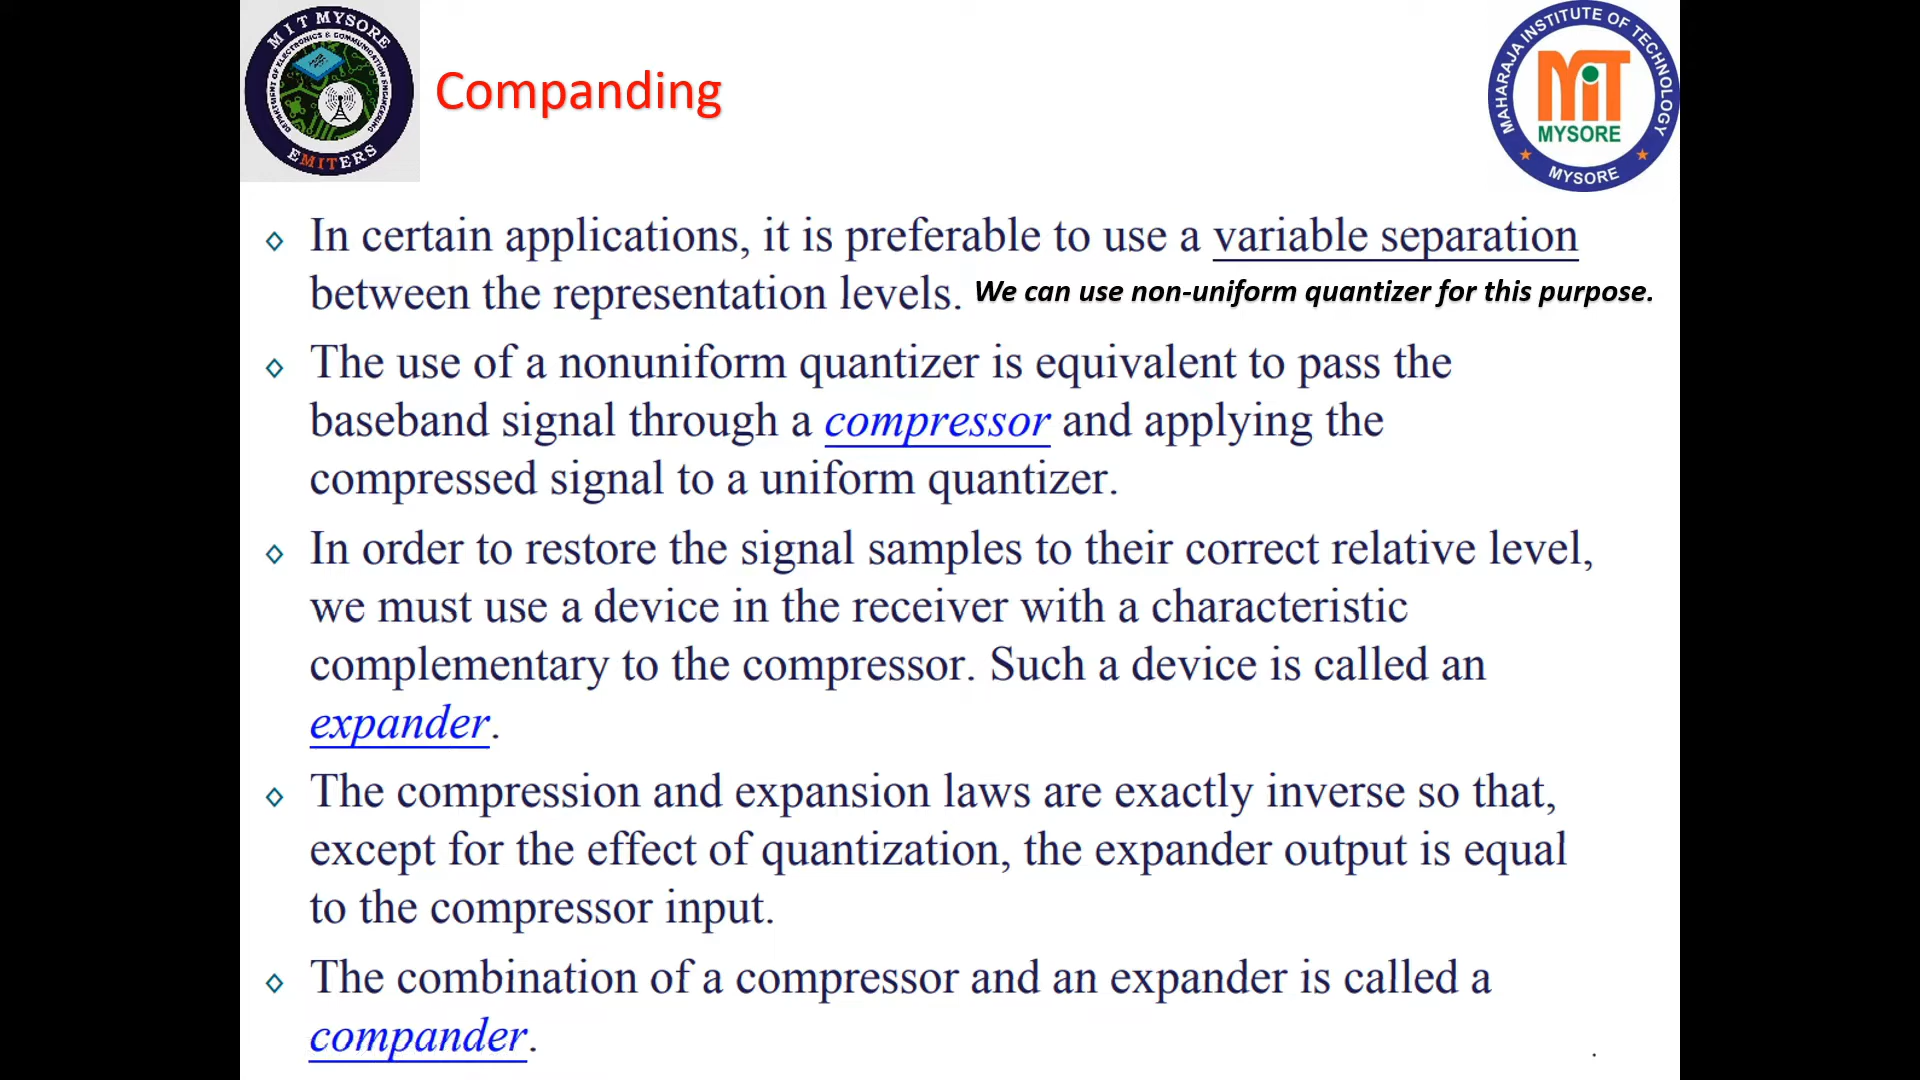 MIT MYSORE
DEPARTMENT OF ELECTRONICS & COMMUNICATION ENGINEERING
EMITERS
Companding
MAHARAJA INSTITUTE OF TECHNOLOGY
MiT
MYSORE
MYSORE
In certain applications, it is preferable to use a variable separation
between the representation levels. We can use non-uniform quantizer for this purpose.
The use of a nonuniform quantizer is equivalent to pass the
baseband signal through a compressor and applying the
compressed signal to a uniform quantizer.
In order to restore the signal samples to their correct relative level,
we must use a device in the receiver with a characteristic
complementary to the compressor. Such a device is called an
expander.
The compression and expansion laws are exactly inverse so that,
except for the effect of quantization, the expander output is equal
to the compressor input.
The combination of a compressor and an expander is called a
compander.